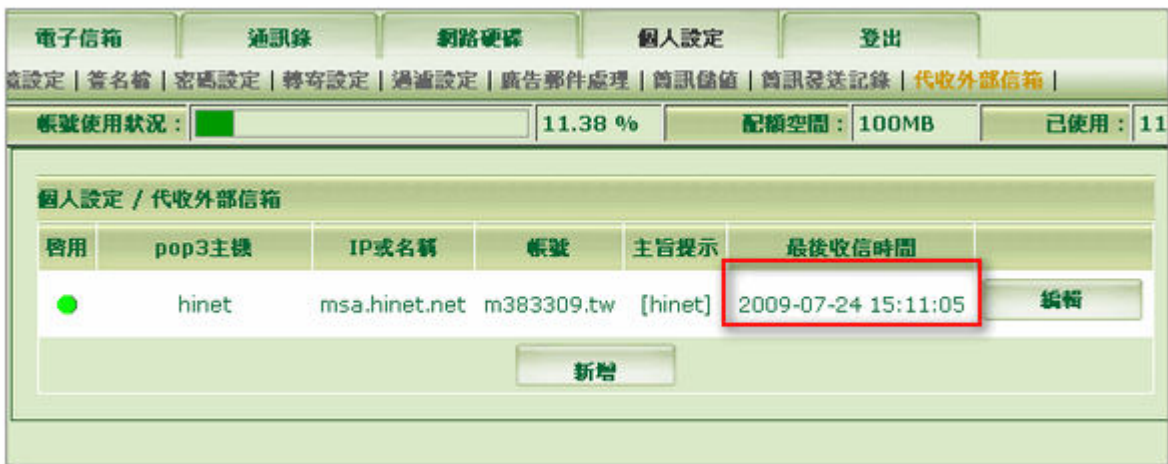 電子信箱 通訊錄 網路硬碟 個人設定 登出
設定 | 簽名檔 | 密碼設定 | 轉寄設定 | 過濾設定 | 廣告郵件處理 | 簡訊儲值 | 簡訊發送記錄 | 代收外部信箱 |
帳號使用狀況： 11.38 % 配額空間： 100MB 已使用： 11
個人設定 / 代收外部信箱
啓用 pop3主機 IP或名稱 帳號 主旨提示 最後收信時間
hinet msa.hinet.net m383309.tw [hinet] 2009-07-24 15:11:05 編輯
新增